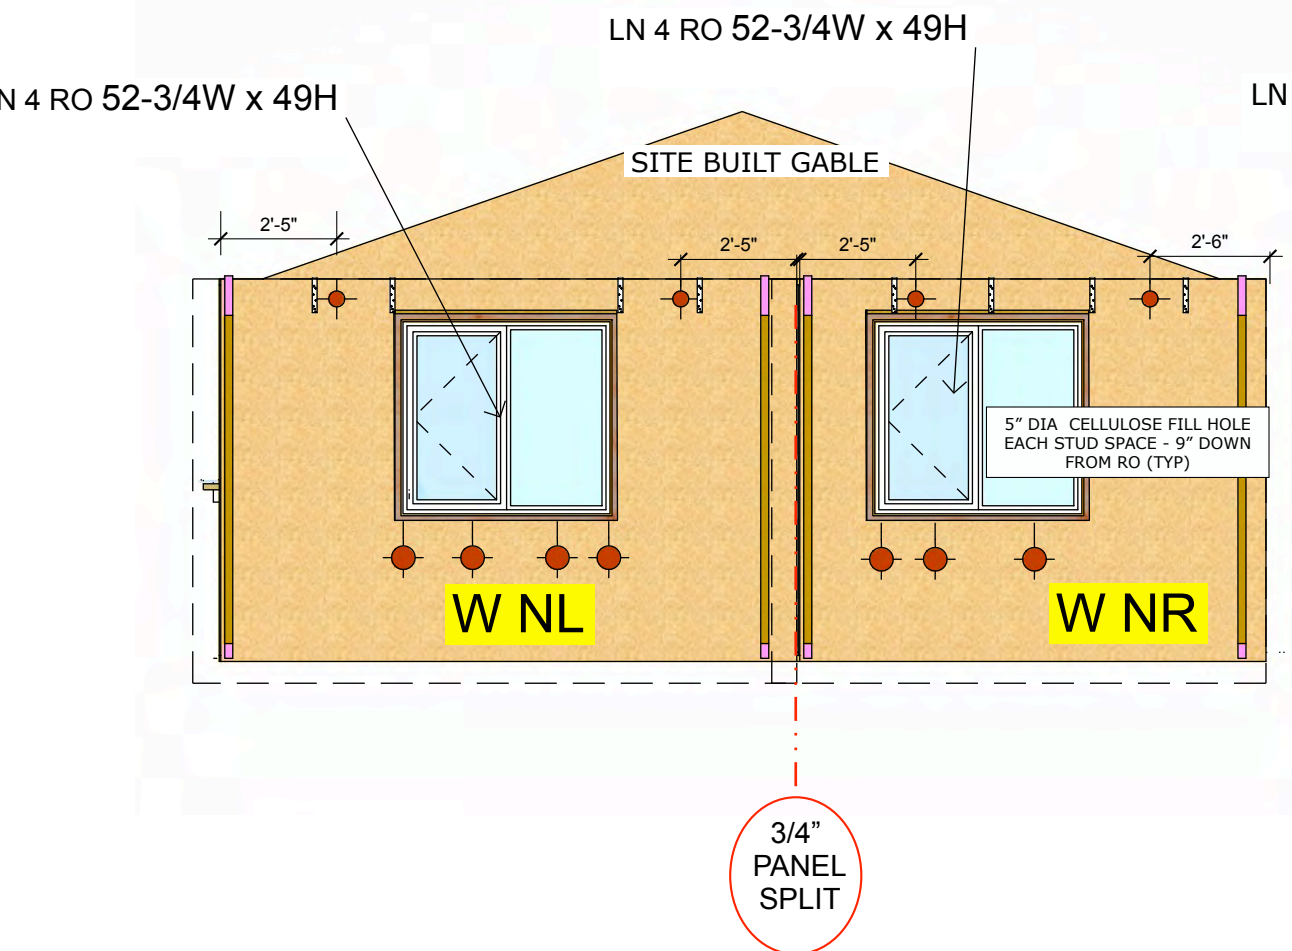 LN 4 RO 52-3/4W x 49H
N 4 RO 52-3/4W x 49H
LN
SITE BUILT GABLE
2'-5"
2'-5"
2'-5"
2'-6"
5” DIA  CELLULOSE FILL HOLE
EACH STUD SPACE - 9” DOWN
FROM RO (TYP)
W NL
W NR
3/4”
PANEL
SPLIT